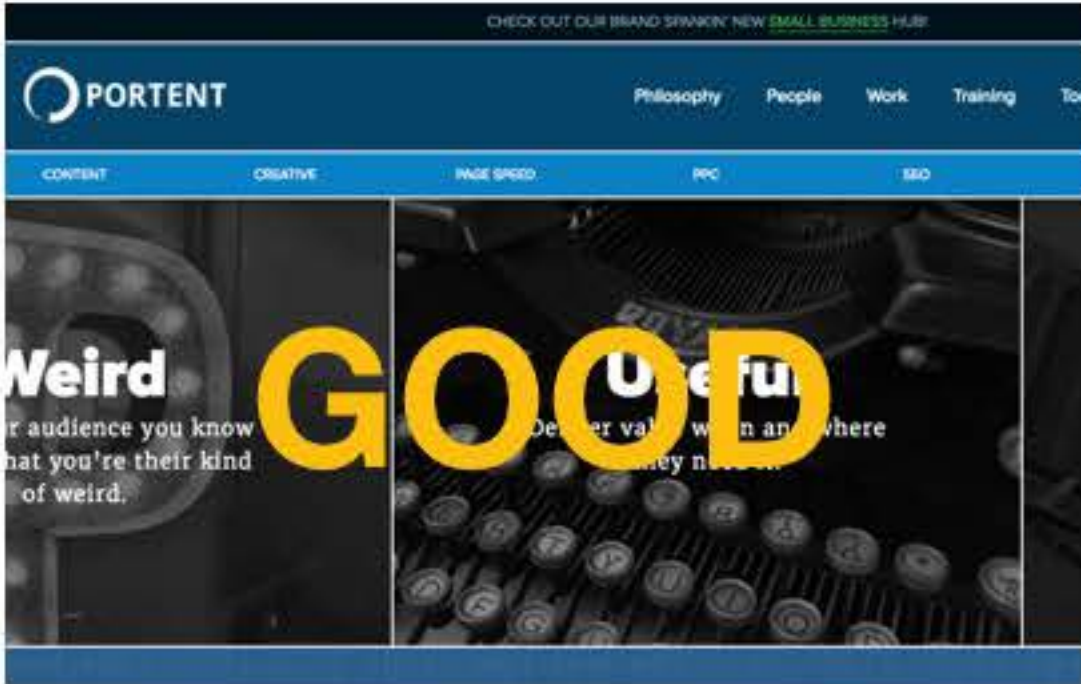 CHECK OUT OUR BRAND SPANKIN' NEW SMALL BUSINESS HUB!
PORTENT
Philosophy People Work Training
CONTENT CREATIVE PAGE SPEED PPC SEO
GOOD
Weird
audience you know
hat you're their kind
of weird.
Useful